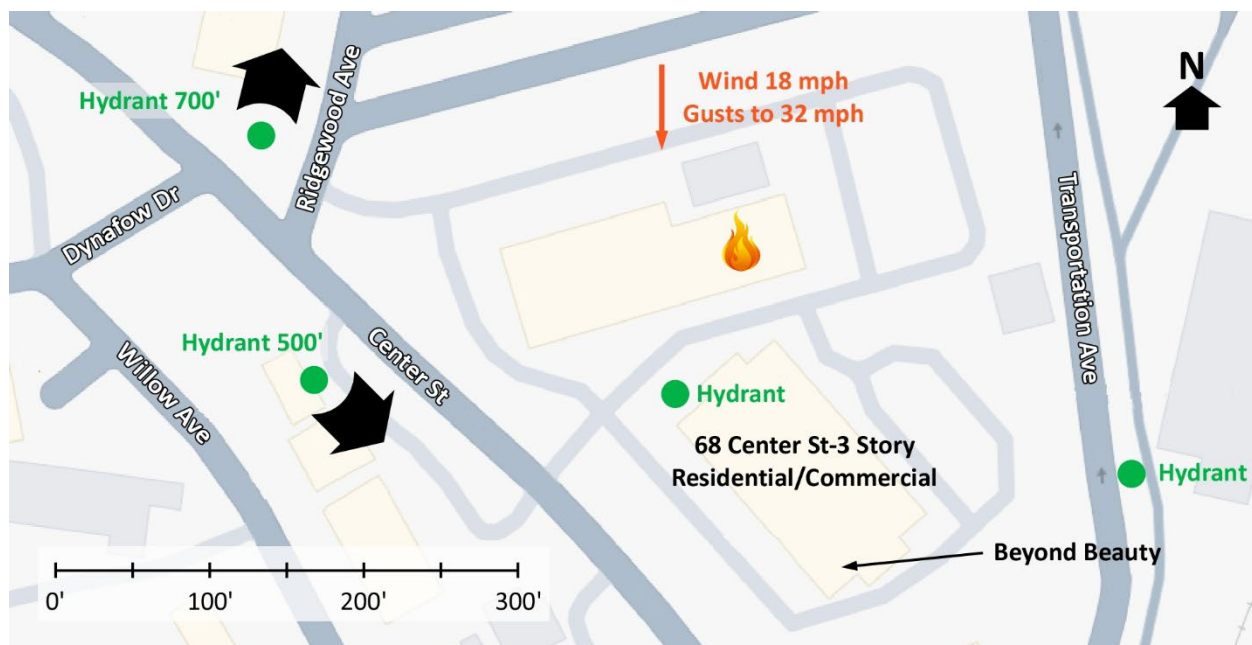 Hydrant 700'
Ridgewood Ave
Wind 18 mph
Gusts to 32 mph
N
Dynafow Dr
Transportation Ave
Hydrant 500'
Center St
Willow Ave
Hydrant
68 Center St-3 Story
Residential/Commercial
Hydrant
Beyond Beauty
0' 100' 200' 300'